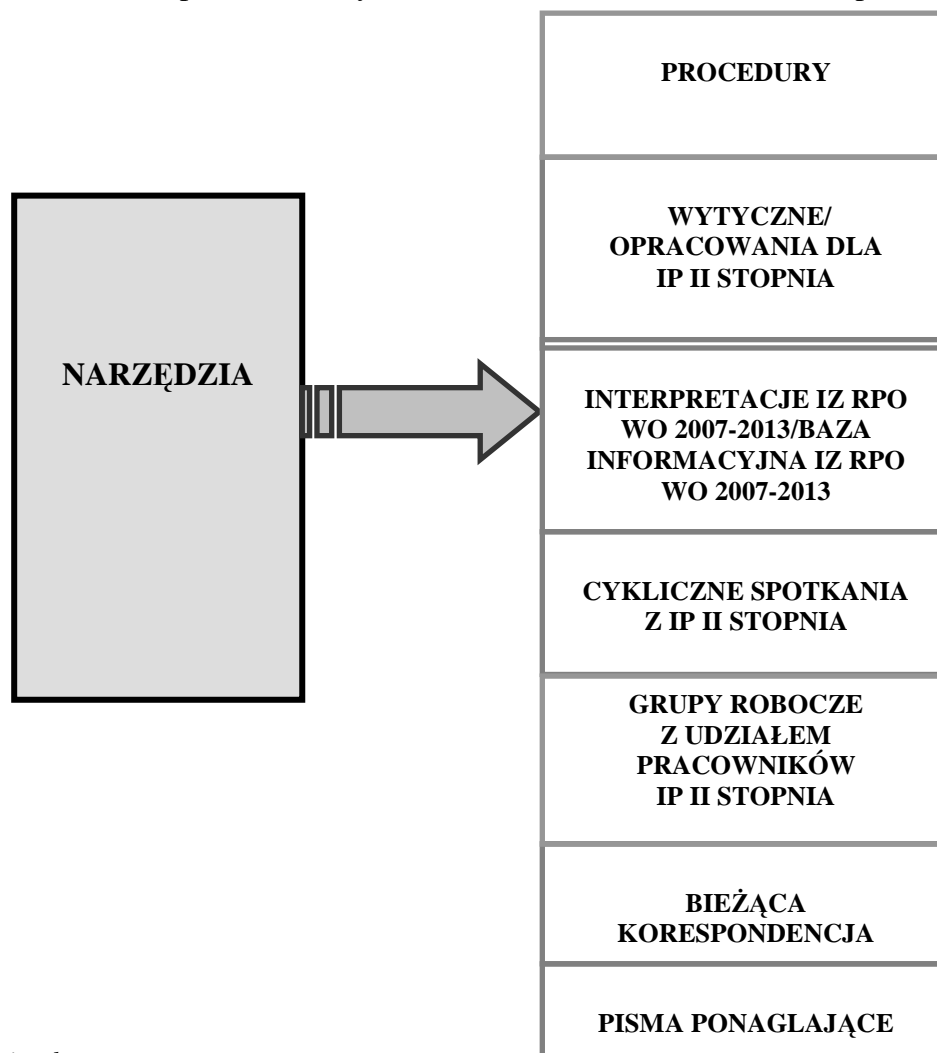 PROCEDURY
WYTYCZNE/
OPRACOWANIA DLA
IP II STOPNIA
NARZĘDZIA
INTERPRETACJE IZ RPO
WO 2007-2013/BAZA
INFORMACYJNA IZ RPO
WO 2007-2013
CYKLICZNE SPOTKANIA
Z IP II STOPNIA
GRUPY ROBOCZE
Z UDZIAŁEM
PRACOWNIKÓW
IP II STOPNIA
BIEŻĄCA
KORESPONDENCJA
PISMA PONAGLAJĄCE